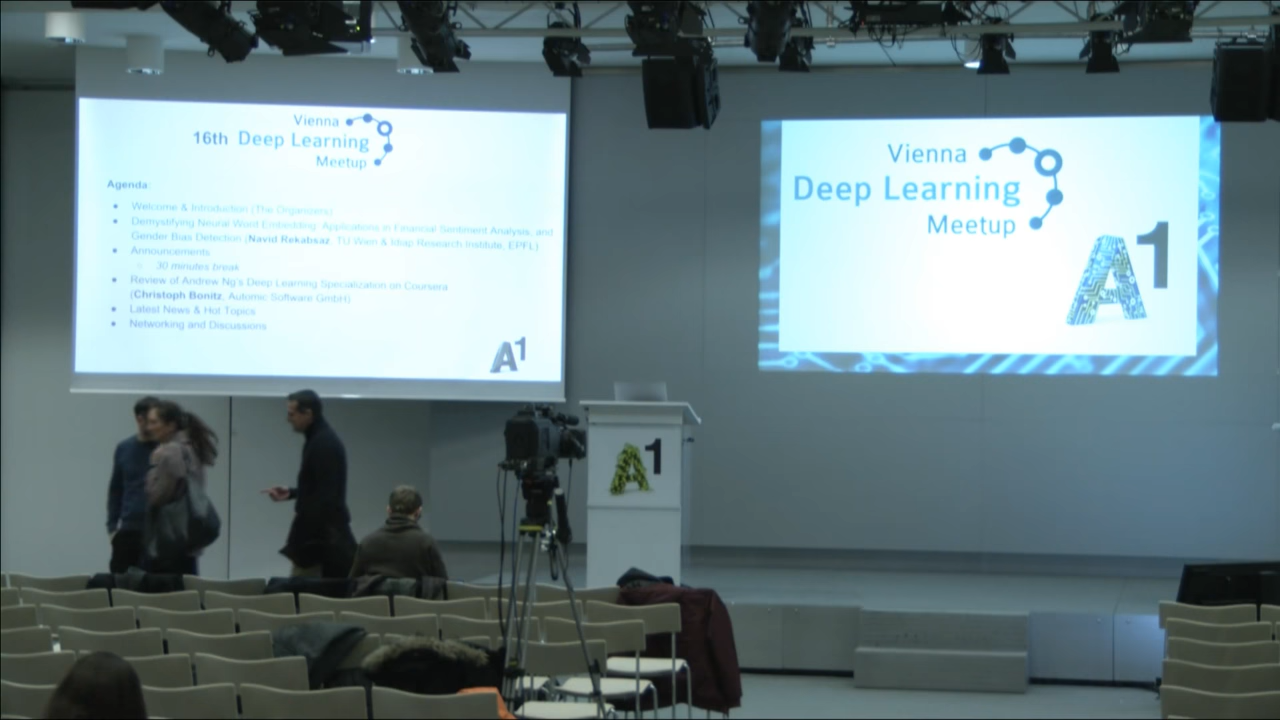 Vienna
16th Deep Learning
Meetup
Agenda:
Welcome & Introduction (The Organizers)
Demystifying Neural Word Embedding: Applications in Financial Sentiment Analysis, and
Gender Bias Detection (Navid Rekabsaz, TU Wien & Idiap Research Institute, EPFL)
Announcements
30 minutes break
Review of Andrew Ng's Deep Learning Specialization on Coursera
(Christoph Bonitz, Automic Software GmbH)
Latest News & Hot Topics
Networking and Discussions
A1
Vienna
Deep Learning
Meetup
A1
A1